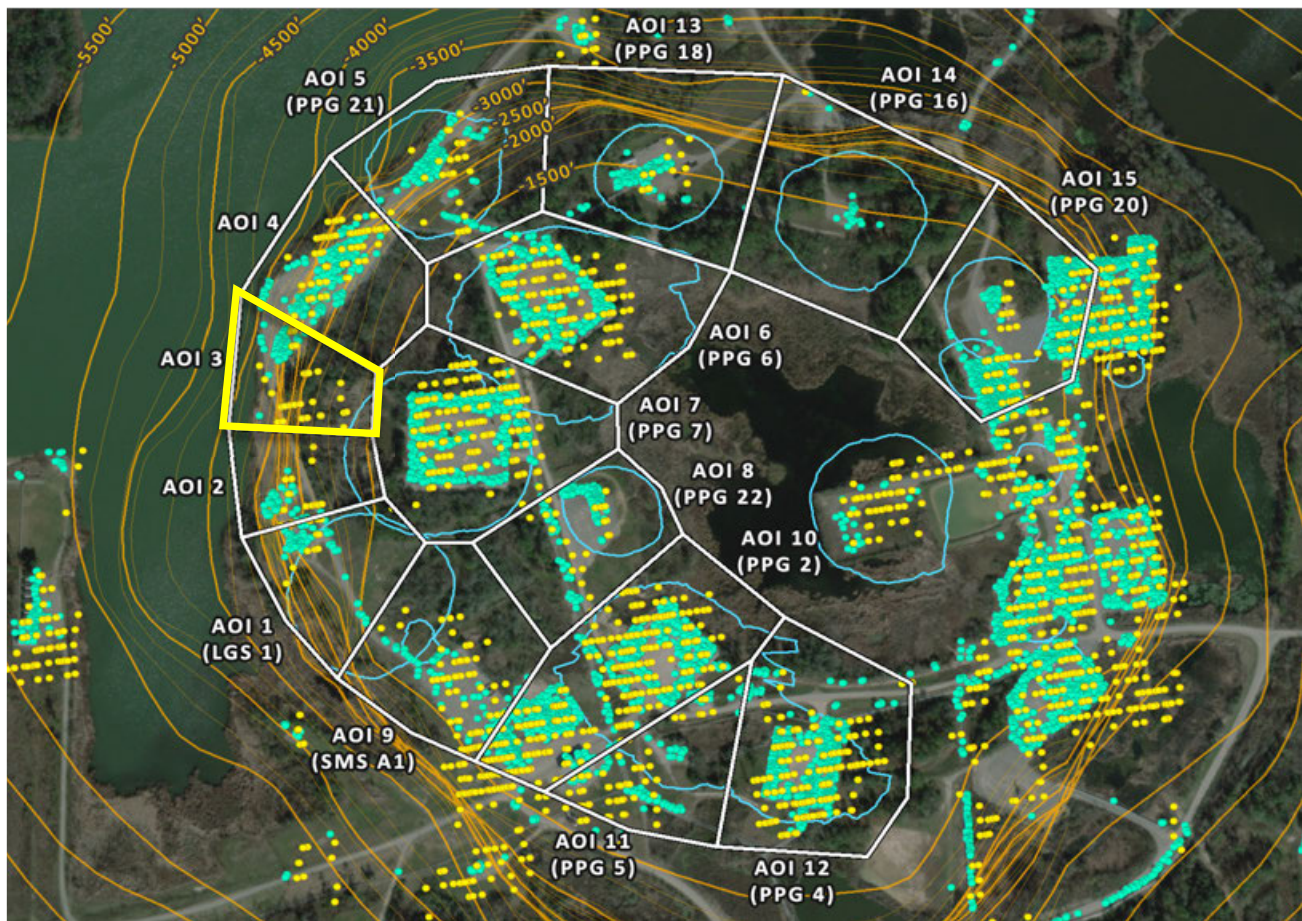 -5500'
-5000'
-4500'
-4000'
-3500'
-3000'
-2500'
-2000'
-1500'
AOI 13
(PPG 18)
AOI 5
(PPG 21)
AOI 14
(PPG 16)
AOI 15
(PPG 20)
AOI 4
AOI 3
AOI 6
(PPG 6)
AOI 7
(PPG 7)
AOI 8
(PPG 22)
AOI 2
AOI 10
(PPG 2)
AOI 1
(LGS 1)
AOI 9
(SMS A1)
AOI 11
(PPG 5)
AOI 12
(PPG 4)